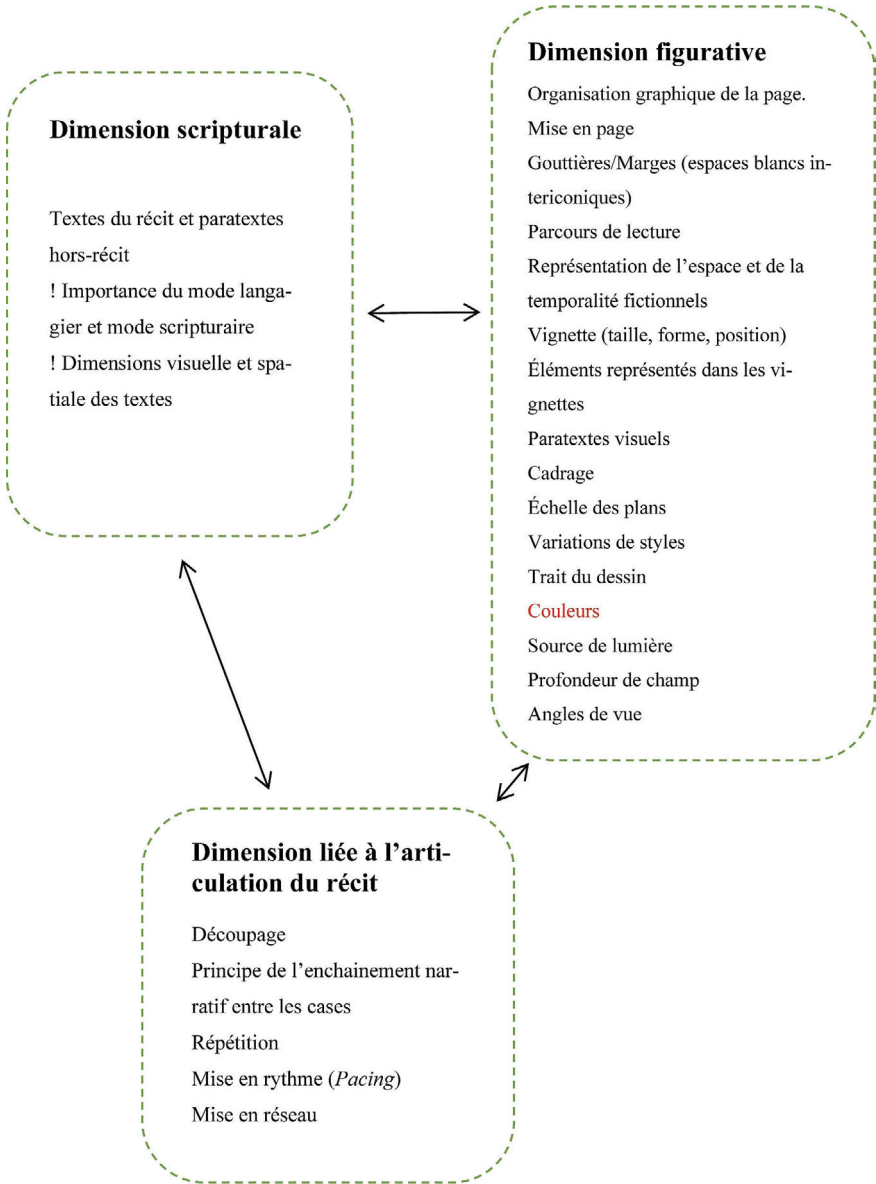 Dimension scripturale
Textes du récit et paratextes
hors-récit
! Importance du mode langa-
gier et mode scripturaire
! Dimensions visuelle et spa-
tiale des textes
Dimension figurative
Organisation graphique de la page.
Mise en page
Gouttières/Marges (espaces blancs in-
tericoniques)
Parcours de lecture
Représentation de l’espace et de la
temporalité fictionnels
Vignette (taille, forme, position)
Éléments représentés dans les vi-
gnettes
Paratextes visuels
Cadrage
Échelle des plans
Variations de styles
Trait du dessin
Couleurs
Source de lumière
Profondeur de champ
Angles de vue
Dimension liée à l’arti-
culation du récit
Découpage
Principe de l’enchainement nar-
ratif entre les cases
Répétition
Mise en rythme (Pacing)
Mise en réseau